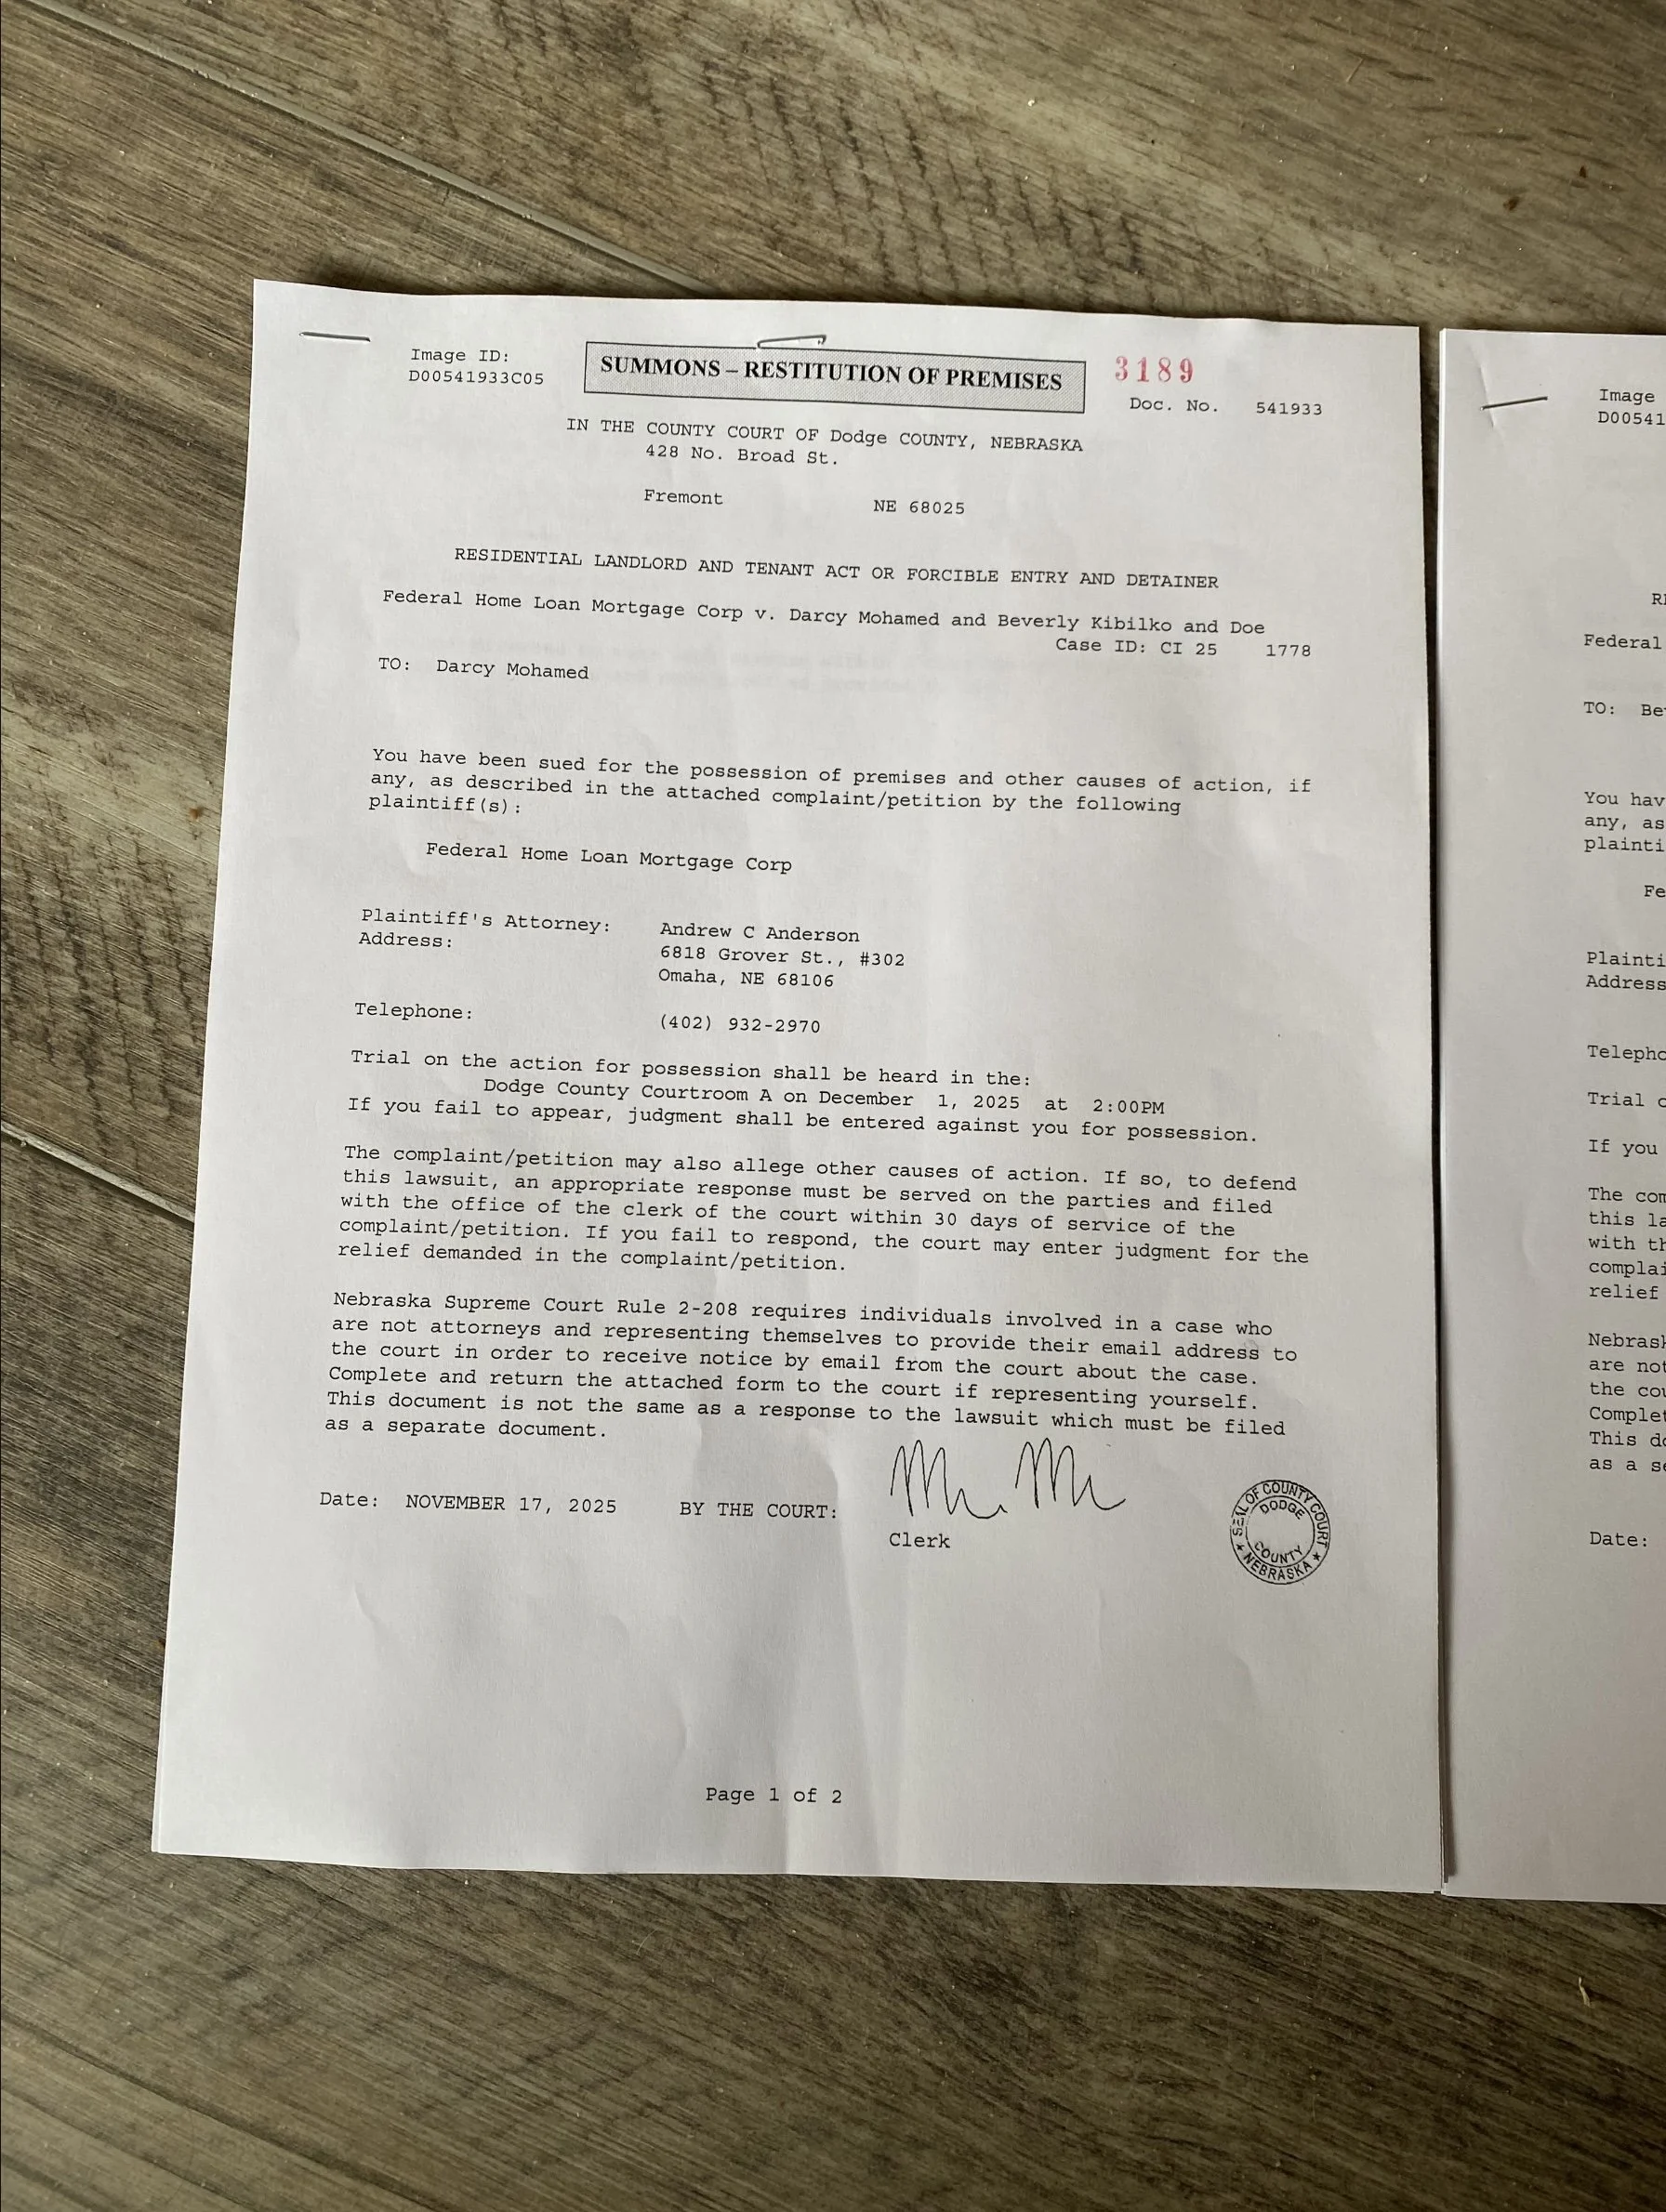 Image ID:
D00541933C05
SUMMONS – RESTITUTION OF PREMISES
3189
Doc. No. 541933
IN THE COUNTY COURT OF Dodge COUNTY, NEBRASKA
428 No. Broad St.
Fremont NE 68025
RESIDENTIAL LANDLORD AND TENANT ACT OR FORCIBLE ENTRY AND DETAINER
Federal Home Loan Mortgage Corp v. Darcy Mohamed and Beverly Kibilko and Doe
Case ID: CI 25 1778
TO: Darcy Mohamed
You have been sued for the possession of premises and other causes of action, if
any, as described in the attached complaint/petition by the following
plaintiff(s):
Federal Home Loan Mortgage Corp
Plaintiff's Attorney: Andrew C Anderson
Address: 6818 Grover St., #302
Omaha, NE 68106
Telephone: (402) 932-2970
Trial on the action for possession shall be heard in the:
Dodge County Courtroom A on December 1, 2025 at 2:00PM
If you fail to appear, judgment shall be entered against you for possession.
The complaint/petition may also allege other causes of action. If so, to defend
this lawsuit, an appropriate response must be served on the parties and filed
with the office of the clerk of the court within 30 days of service of the
complaint/petition. If you fail to respond, the court may enter judgment for the
relief demanded in the complaint/petition.
Nebraska Supreme Court Rule 2-208 requires individuals involved in a case who
are not attorneys and representing themselves to provide their email address to
the court in order to receive notice by email from the court about the case.
Complete and return the attached form to the court if representing yourself.
This document is not the same as a response to the lawsuit which must be filed
as a separate document.
Date: NOVEMBER 17, 2025 BY THE COURT:
Clerk
SEAL OF COUNTY COURT
DODGE
COUNTY
★ NEBRASKA ★
Page 1 of 2
Image
D00541
Federal
TO: Be
You hav
any, as
plainti
Fe
Plainti
Address
Telepho
Trial
If you
The com
this la
with th
complai
relief
Nebrask
are not
the cou
Complet
This do
as a se
Date: